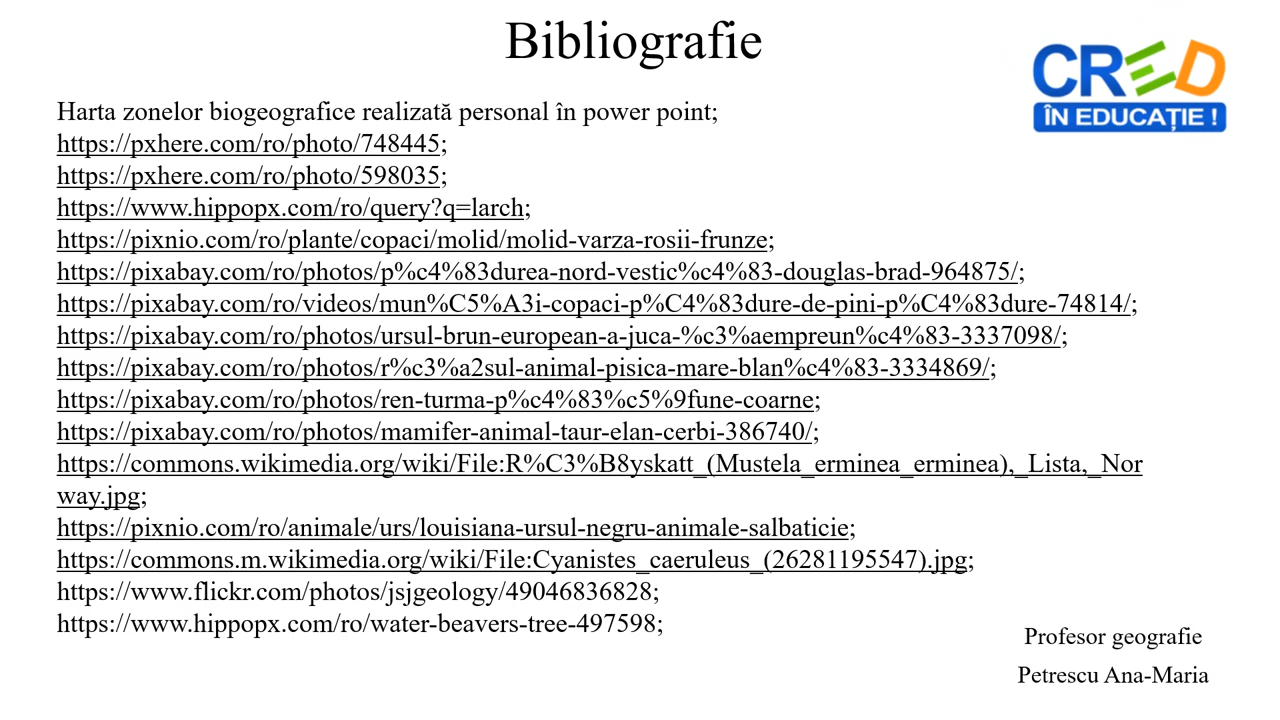 Bibliografie
CRED
ÎN EDUCAȚIE !
Harta zonelor biogeografice realizată personal în power point;
https://pxhere.com/ro/photo/748445;
https://pxhere.com/ro/photo/598035;
https://www.hippopx.com/ro/query?q=larch;
https://pixnio.com/ro/plante/copaci/molid/molid-varza-rosii-frunze;
https://pixabay.com/ro/photos/p%c4%83durea-nord-vestic%c4%83-douglas-brad-964875/;
https://pixabay.com/ro/videos/mun%C5%A3i-copaci-p%C4%83dure-de-pini-p%C4%83dure-74814/;
https://pixabay.com/ro/photos/ursul-brun-european-a-juca-%c3%aempreun%c4%83-3337098/;
https://pixabay.com/ro/photos/r%c3%a2sul-animal-pisica-mare-blan%c4%83-3334869/;
https://pixabay.com/ro/photos/ren-turma-p%c4%83%c5%9fune-coarne;
https://pixabay.com/ro/photos/mamifer-animal-taur-elan-cerbi-386740/;
https://commons.wikimedia.org/wiki/File:R%C3%B8yskatt_(Mustela_erminea_erminea),_Lista,_Nor
way.jpg;
https://pixnio.com/ro/animale/urs/louisiana-ursul-negru-animale-salbaticie;
https://commons.m.wikimedia.org/wiki/File:Cyanistes_caeruleus_(26281195547).jpg;
https://www.flickr.com/photos/jsjgeology/49046836828;
https://www.hippopx.com/ro/water-beavers-tree-497598;
Profesor geografie
Petrescu Ana-Maria